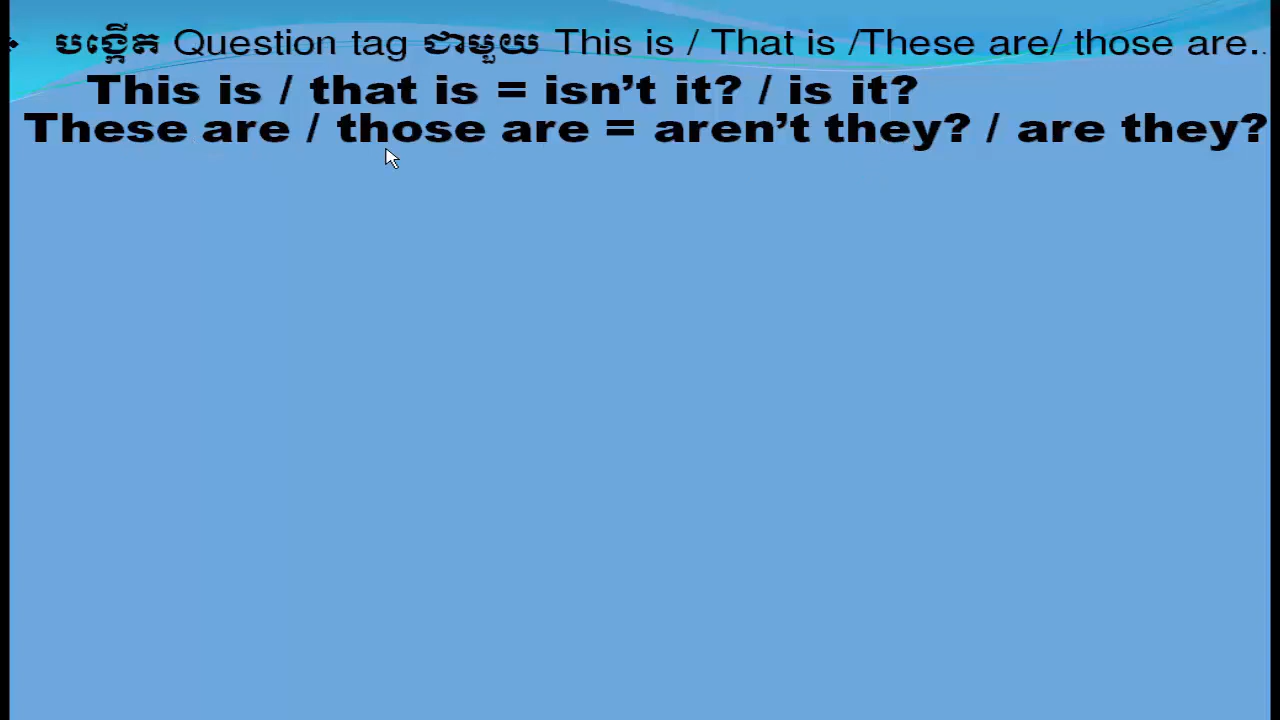 បង្កើត Question tag ជាមួយ This is / That is /These are/ those are..
This is / that is = isn’t it? / is it?
These are / those are = aren’t they? / are they?